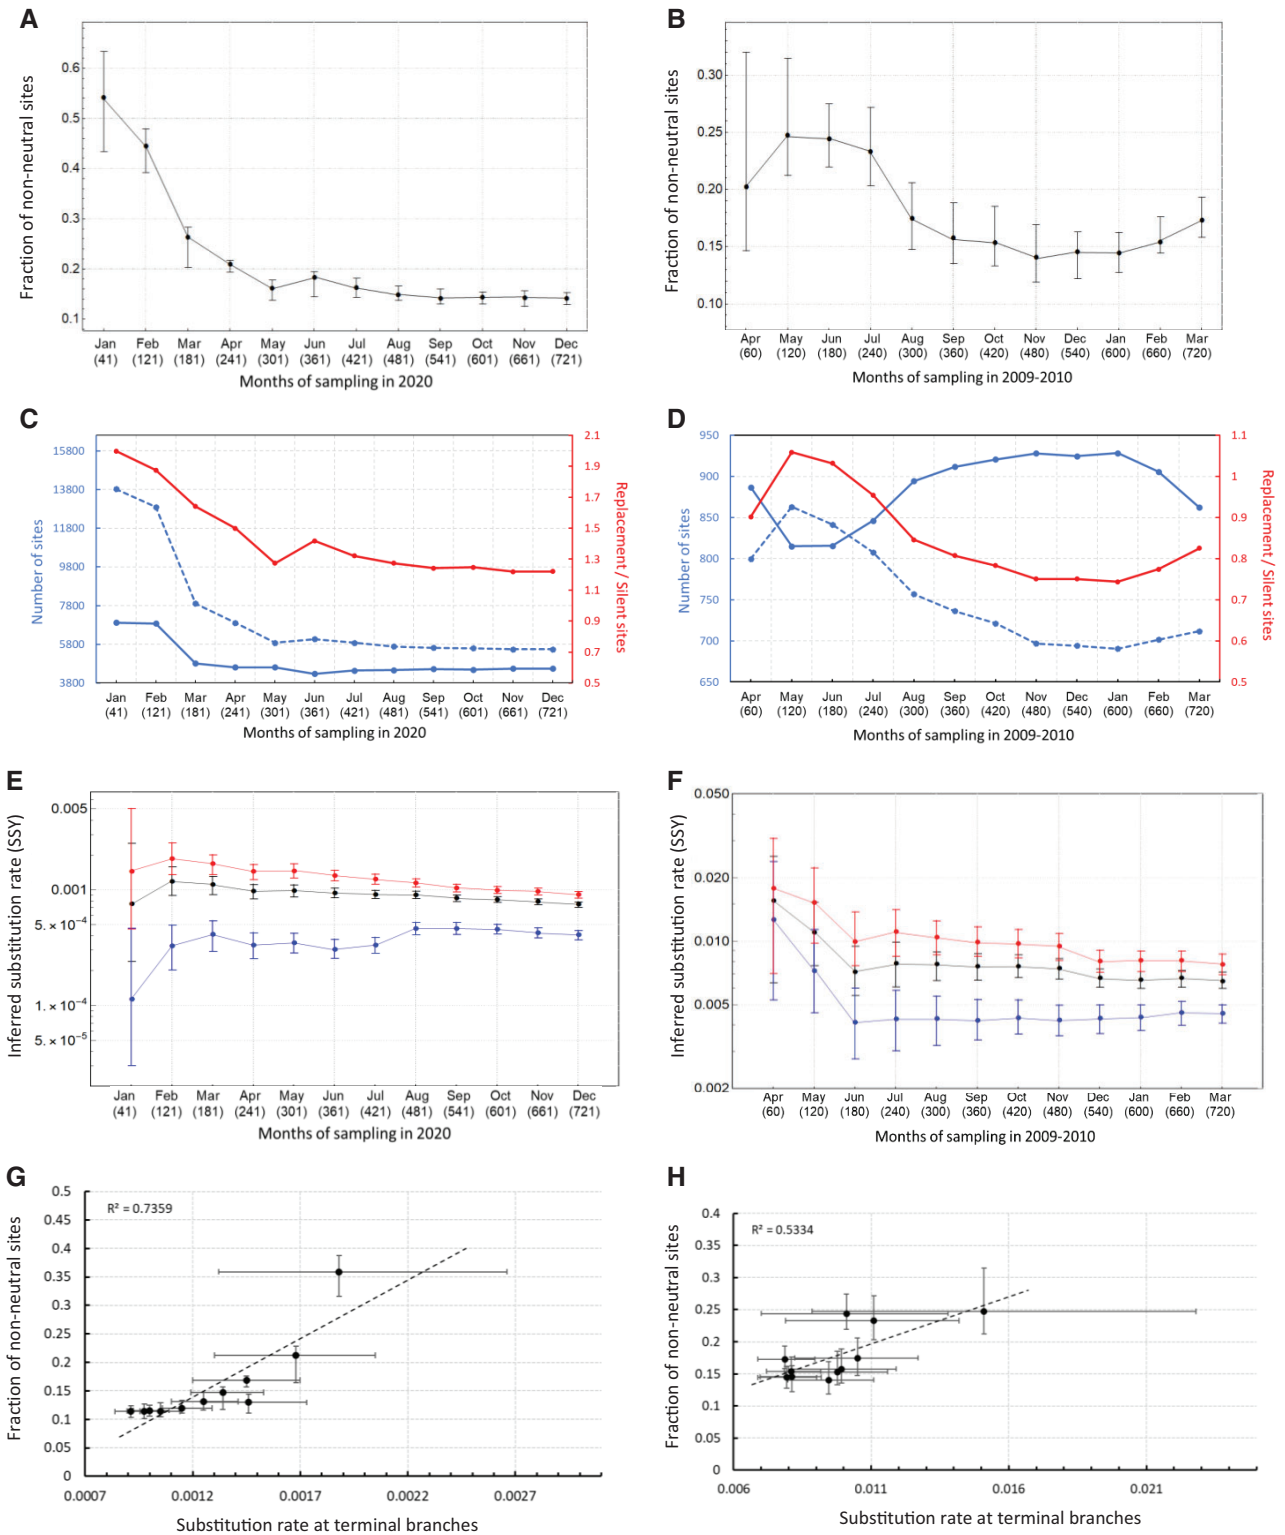 A
Fraction of non-neutral sites
0.6
0.5
0.4
0.3
0.2
0.1
Jan Feb Mar Apr May Jun Jul Aug Sep Oct Nov Dec
(41) (121) (181) (241) (301) (361) (421) (481) (541) (601) (661) (721)
Months of sampling in 2020
B
Fraction of non-neutral sites
0.30
0.25
0.20
0.15
0.10
Apr May Jun Jul Aug Sep Oct Nov Dec Jan Feb Mar
(60) (120) (180) (240) (300) (360) (420) (480) (540) (600) (660) (720)
Months of sampling in 2009-2010
C
Number of sites
15800
13800
11800
9800
7800
5800
3800
2.1
1.9
1.7
1.5
1.3
1.1
0.9
0.7
0.5
Replacement / Silent sites
Jan Feb Mar Apr May Jun Jul Aug Sep Oct Nov Dec
(41) (121) (181) (241) (301) (361) (421) (481) (541) (601) (661) (721)
Months of sampling in 2020
D
Number of sites
950
900
850
800
750
700
650
1.1
1
0.9
0.8
0.7
0.6
0.5
Replacement / Silent sites
Apr May Jun Jul Aug Sep Oct Nov Dec Jan Feb Mar
(60) (120) (180) (240) (300) (360) (420) (480) (540) (600) (660) (720)
Months of sampling in 2009-2010
E
Inferred substitution rate (SSY)
0.005
0.001
5. × 10⁻⁴
1. × 10⁻⁴
5. × 10⁻⁵
Jan Feb Mar Apr May Jun Jul Aug Sep Oct Nov Dec
(41) (121) (181) (241) (301) (361) (421) (481) (541) (601) (661) (721)
Months of sampling in 2020
F
Inferred substitution rate (SSY)
0.050
0.020
0.010
0.005
0.002
Apr May Jun Jul Aug Sep Oct Nov Dec Jan Feb Mar
(60) (120) (180) (240) (300) (360) (420) (480) (540) (600) (660) (720)
Months of sampling in 2009-2010
G
Fraction of non-neutral sites
0.5
0.45
0.4
0.35
0.3
0.25
0.2
0.15
0.1
0.05
0
R² = 0.7359
0.0007 0.0012 0.0017 0.0022 0.0027
Substitution rate at terminal branches
H
Fraction of non-neutral sites
0.4
0.35
0.3
0.25
0.2
0.15
0.1
0.05
0
R² = 0.5334
0.006 0.011 0.016 0.021
Substitution rate at terminal branches